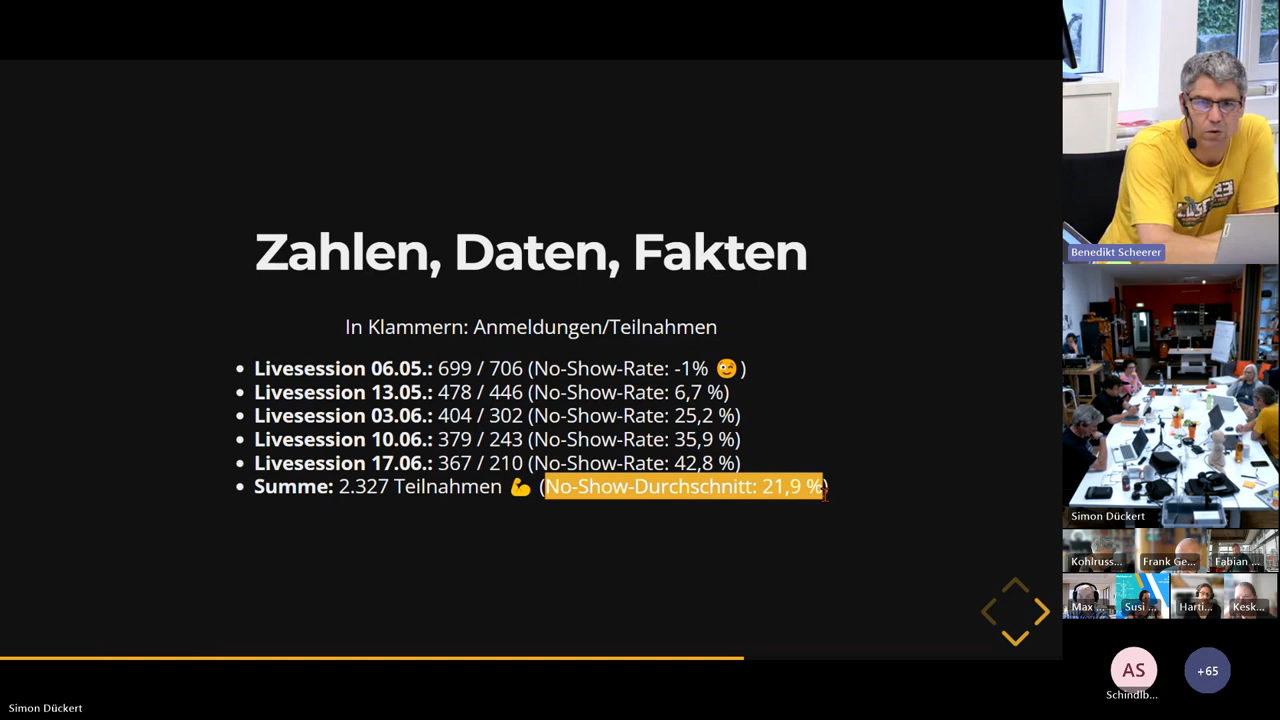 Zahlen, Daten, Fakten
In Klammern: Anmeldungen/Teilnahmen
• Livesession 06.05.: 699 / 706 (No-Show-Rate: -1% 😉)
• Livesession 13.05.: 478 / 446 (No-Show-Rate: 6,7 %)
• Livesession 03.06.: 404 / 302 (No-Show-Rate: 25,2 %)
• Livesession 10.06.: 379 / 243 (No-Show-Rate: 35,9 %)
• Livesession 17.06.: 367 / 210 (No-Show-Rate: 42,8 %)
• Summe: 2.327 Teilnahmen 💪 (No-Show-Durchschnitt: 21,9 %)
Simon Dückert
Benedikt Scheerer
Simon Dückert
Kohlruss...
Frank Ge...
Fabian ...
Max ...
Susi ...
Harti...
Kesk...
AS
+65
Schindlb...